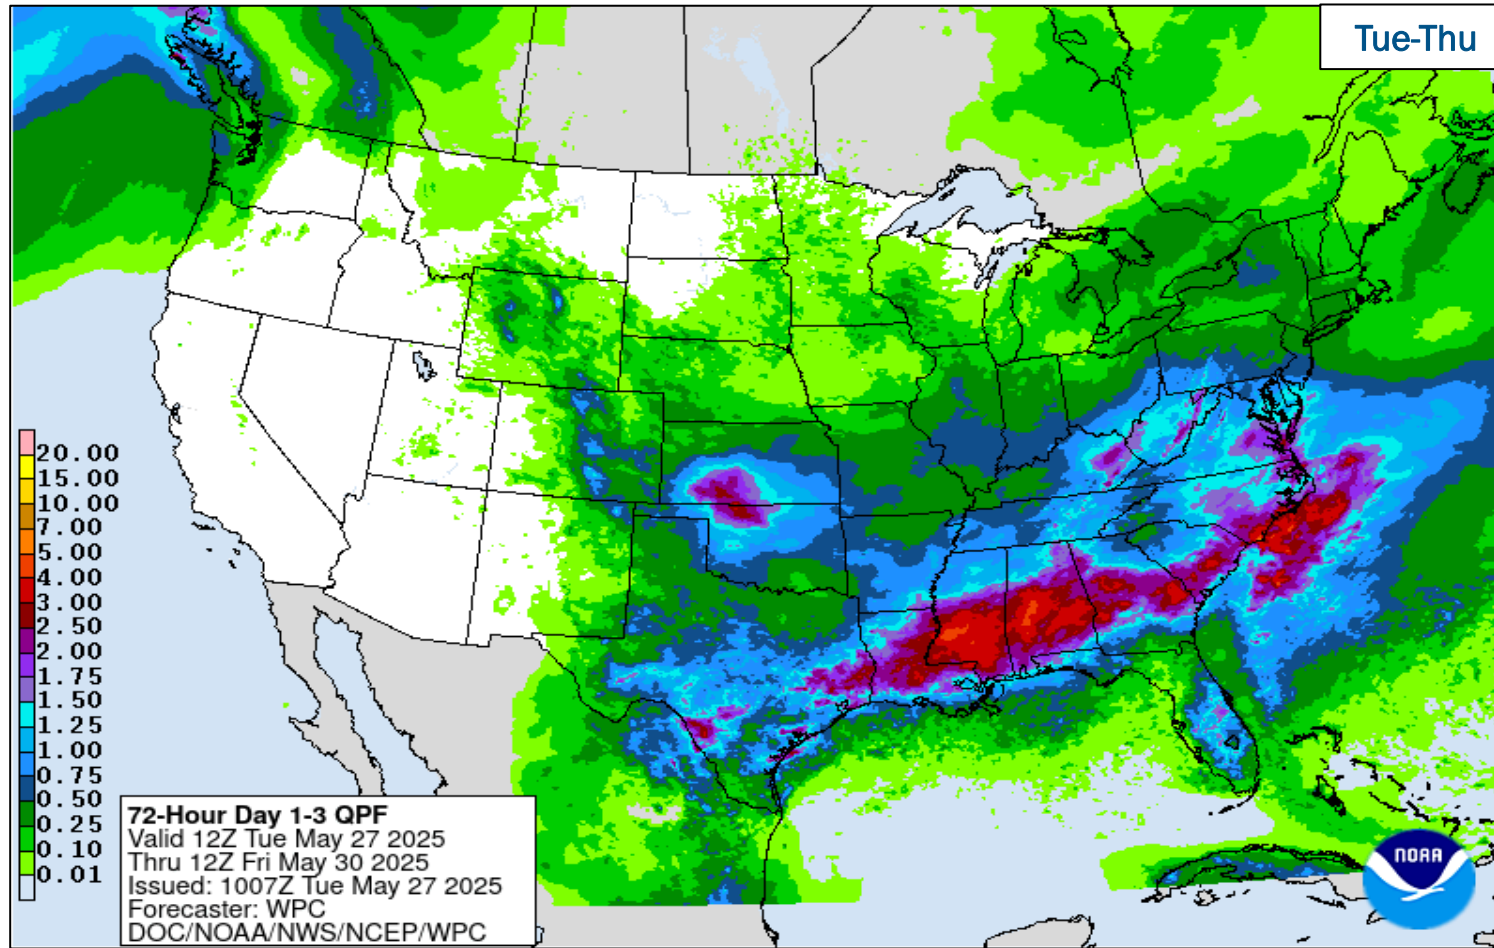 Tue-Thu
20.00
15.00
10.00
7.00
5.00
4.00
3.00
2.50
2.00
1.75
1.50
1.25
1.00
0.75
0.50
0.25
0.10
0.01
72-Hour Day 1-3 QPF
Valid 12Z Tue May 27 2025
Thru 12Z Fri May 30 2025
Issued: 1007Z Tue May 27 2025
Forecaster: WPC
DOC/NOAA/NWS/NCEP/WPC
NOAA